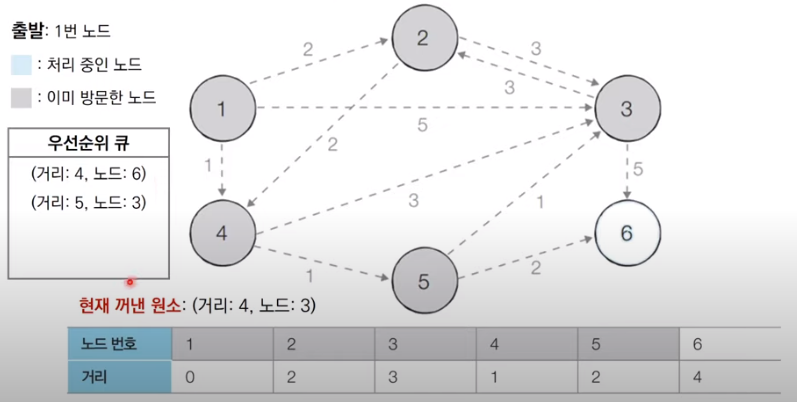 출발: 1번 노드
: 처리 중인 노드
: 이미 방문한 노드
우선순위 큐
(거리: 4, 노드: 6)
(거리: 5, 노드: 3)
1
2
3
4
5
6
2
3
3
5
1
2
3
5
1
1
2
현재 꺼낸 원소: (거리: 4, 노드: 3)
노드 번호 1 2 3 4 5 6
거리 0 2 3 1 2 4